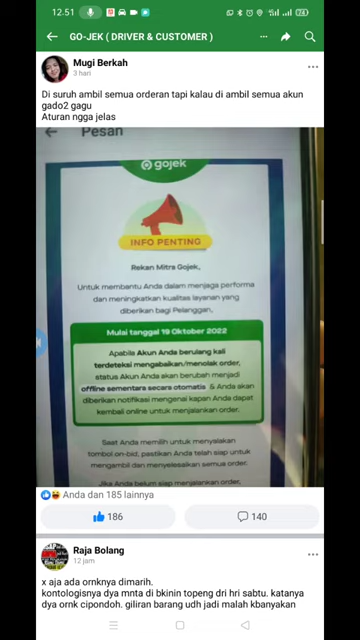 12.51
74
GO-JEK ( DRIVER & CUSTOMER )
Mugi Berkah
3 hari
Di suruh ambil semua orderan tapi kalau di ambil semua akun
gado2 gagu
Aturan ngga jelas
Pesan
gojek
INFO PENTING
Rekan Mitra Gojek,
Untuk membantu Anda dalam menjaga performa
dan meningkatkan kualitas layanan yang
diberikan bagi Pelanggan,
Mulai tanggal 19 Oktober 2022
Apabila Akun Anda berulang kali
terdeteksi mengabaikan/menolak order,
status Akun Anda akan berubah menjadi
offline sementara secara otomatis & Anda akan
diberikan notifikasi mengenai kapan Anda dapat
kembali online untuk menjalankan order.
Saat Anda memilih untuk menyalakan
tombol on-bid, pastikan Anda telah siap untuk
mengambil dan menyelesaikan semua order.
Jika Anda belum siap menjalankan order,
Anda dan 185 lainnya
186
140
Raja Bolang
12 jam
x aja ada ornknya dimarih.
kontologisnya dya mnta di bkinin topeng dri hri sabtu. katanya
dya ornk cipondoh. giliran barang udh jadi malah kbanyakan